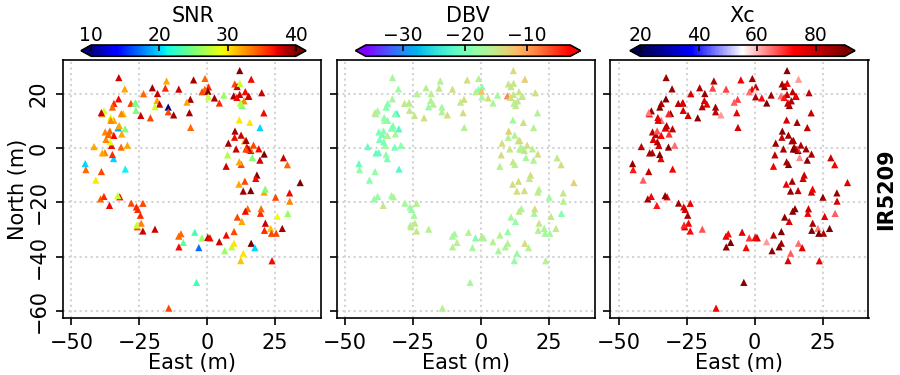 SNR
DBV
Xc
10 20 30 40
−30 −20 −10
20 40 60 80
20
0
−20
−40
−60
North (m)
IR5209
−50 −25 0 25
−50 −25 0 25
−50 −25 0 25
East (m)
East (m)
East (m)